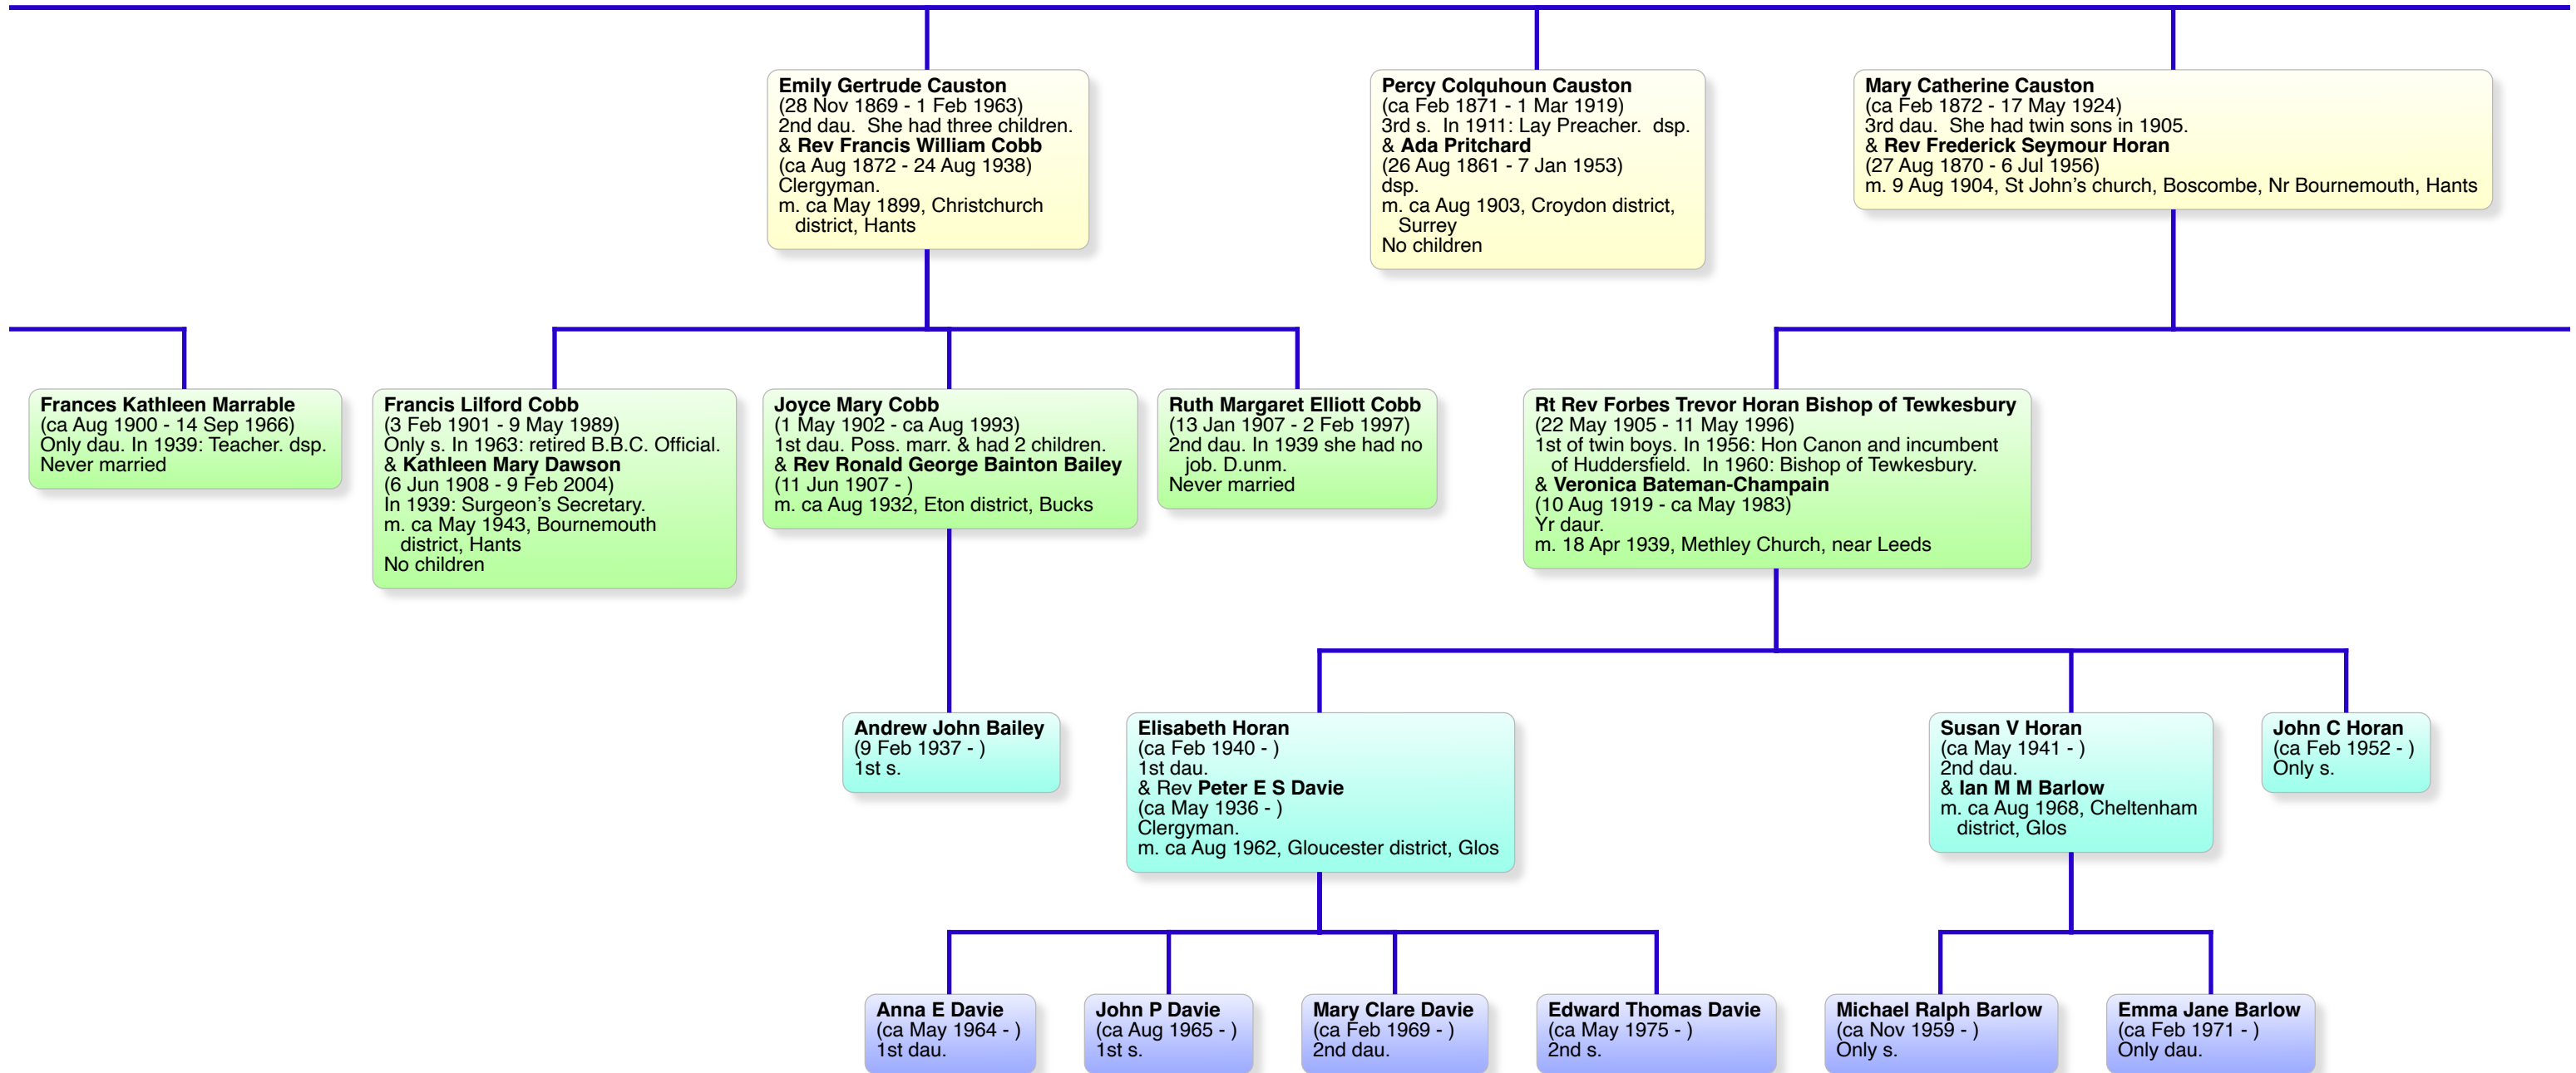 Emily Gertrude Causton
(28 Nov 1869 - 1 Feb 1963)
2nd dau.  She had three children.
& Rev Francis William Cobb
(ca Aug 1872 - 24 Aug 1938)
Clergyman.
m. ca May 1899, Christchurch
district, Hants
Percy Colquhoun Causton
(ca Feb 1871 - 1 Mar 1919)
3rd s.  In 1911: Lay Preacher.  dsp.
& Ada Pritchard
(26 Aug 1861 - 7 Jan 1953)
dsp.
m. ca Aug 1903, Croydon district,
Surrey
No children
Mary Catherine Causton
(ca Feb 1872 - 17 May 1924)
3rd dau.  She had twin sons in 1905.
& Rev Frederick Seymour Horan
(27 Aug 1870 - 6 Jul 1956)
m. 9 Aug 1904, St John's church, Boscombe, Nr Bournemouth, Hants
Frances Kathleen Marrable
(ca Aug 1900 - 14 Sep 1966)
Only dau. In 1939: Teacher. dsp.
Never married
Francis Lilford Cobb
(3 Feb 1901 - 9 May 1989)
Only s. In 1963: retired B.B.C. Official.
& Kathleen Mary Dawson
(6 Jun 1908 - 9 Feb 2004)
In 1939: Surgeon's Secretary.
m. ca May 1943, Bournemouth
district, Hants
No children
Joyce Mary Cobb
(1 May 1902 - ca Aug 1993)
1st dau. Poss. marr. & had 2 children.
& Rev Ronald George Bainton Bailey
(11 Jun 1907 - )
m. ca Aug 1932, Eton district, Bucks
Ruth Margaret Elliott Cobb
(13 Jan 1907 - 2 Feb 1997)
2nd dau. In 1939 she had no
job. D.unm.
Never married
Rt Rev Forbes Trevor Horan Bishop of Tewkesbury
(22 May 1905 - 11 May 1996)
1st of twin boys. In 1956: Hon Canon and incumbent
of Huddersfield.  In 1960: Bishop of Tewkesbury.
& Veronica Bateman-Champain
(10 Aug 1919 - ca May 1983)
Yr daur.
m. 18 Apr 1939, Methley Church, near Leeds
Andrew John Bailey
(9 Feb 1937 - )
1st s.
Elisabeth Horan
(ca Feb 1940 - )
1st dau.
& Rev Peter E S Davie
(ca May 1936 - )
Clergyman.
m. ca Aug 1962, Gloucester district, Glos
Susan V Horan
(ca May 1941 - )
2nd dau.
& Ian M M Barlow
m. ca Aug 1968, Cheltenham
district, Glos
John C Horan
(ca Feb 1952 - )
Only s.
Anna E Davie
(ca May 1964 - )
1st dau.
John P Davie
(ca Aug 1965 - )
1st s.
Mary Clare Davie
(ca Feb 1969 - )
2nd dau.
Edward Thomas Davie
(ca May 1975 - )
2nd s.
Michael Ralph Barlow
(ca Nov 1959 - )
Only s.
Emma Jane Barlow
(ca Feb 1971 - )
Only dau.